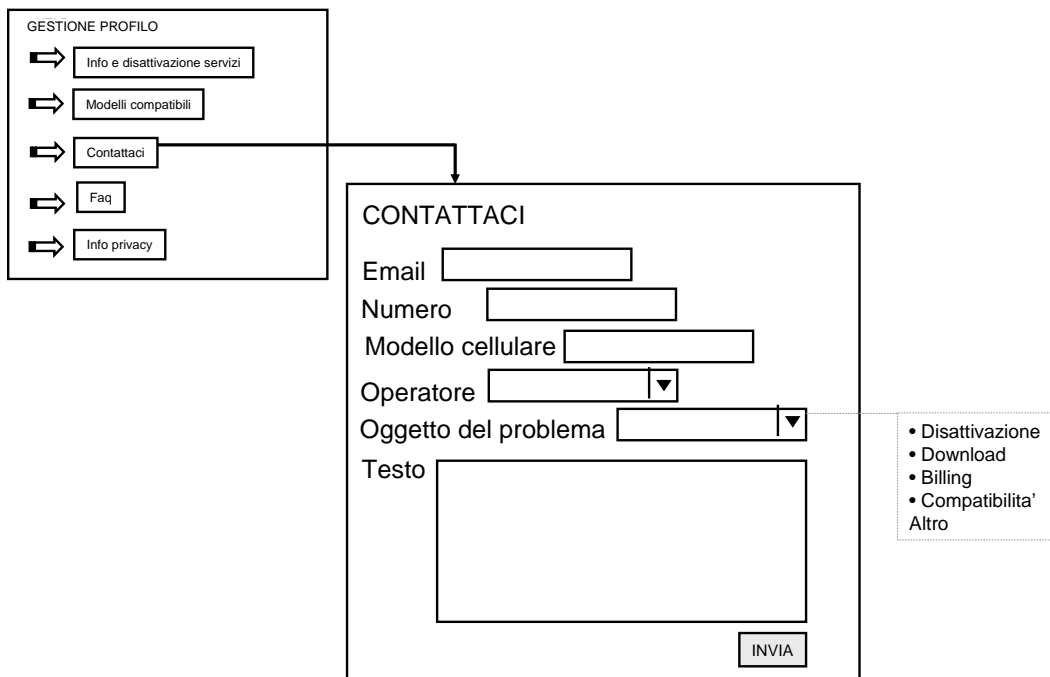 GESTIONE PROFILO
Info e disattivazione servizi
Modelli compatibili
Contattaci
Faq
Info privacy
CONTATTACI
Email
Numero
Modello cellulare
Operatore
Oggetto del problema
Testo
INVIA
• Disattivazione
• Download
• Billing
• Compatibilita’
Altro